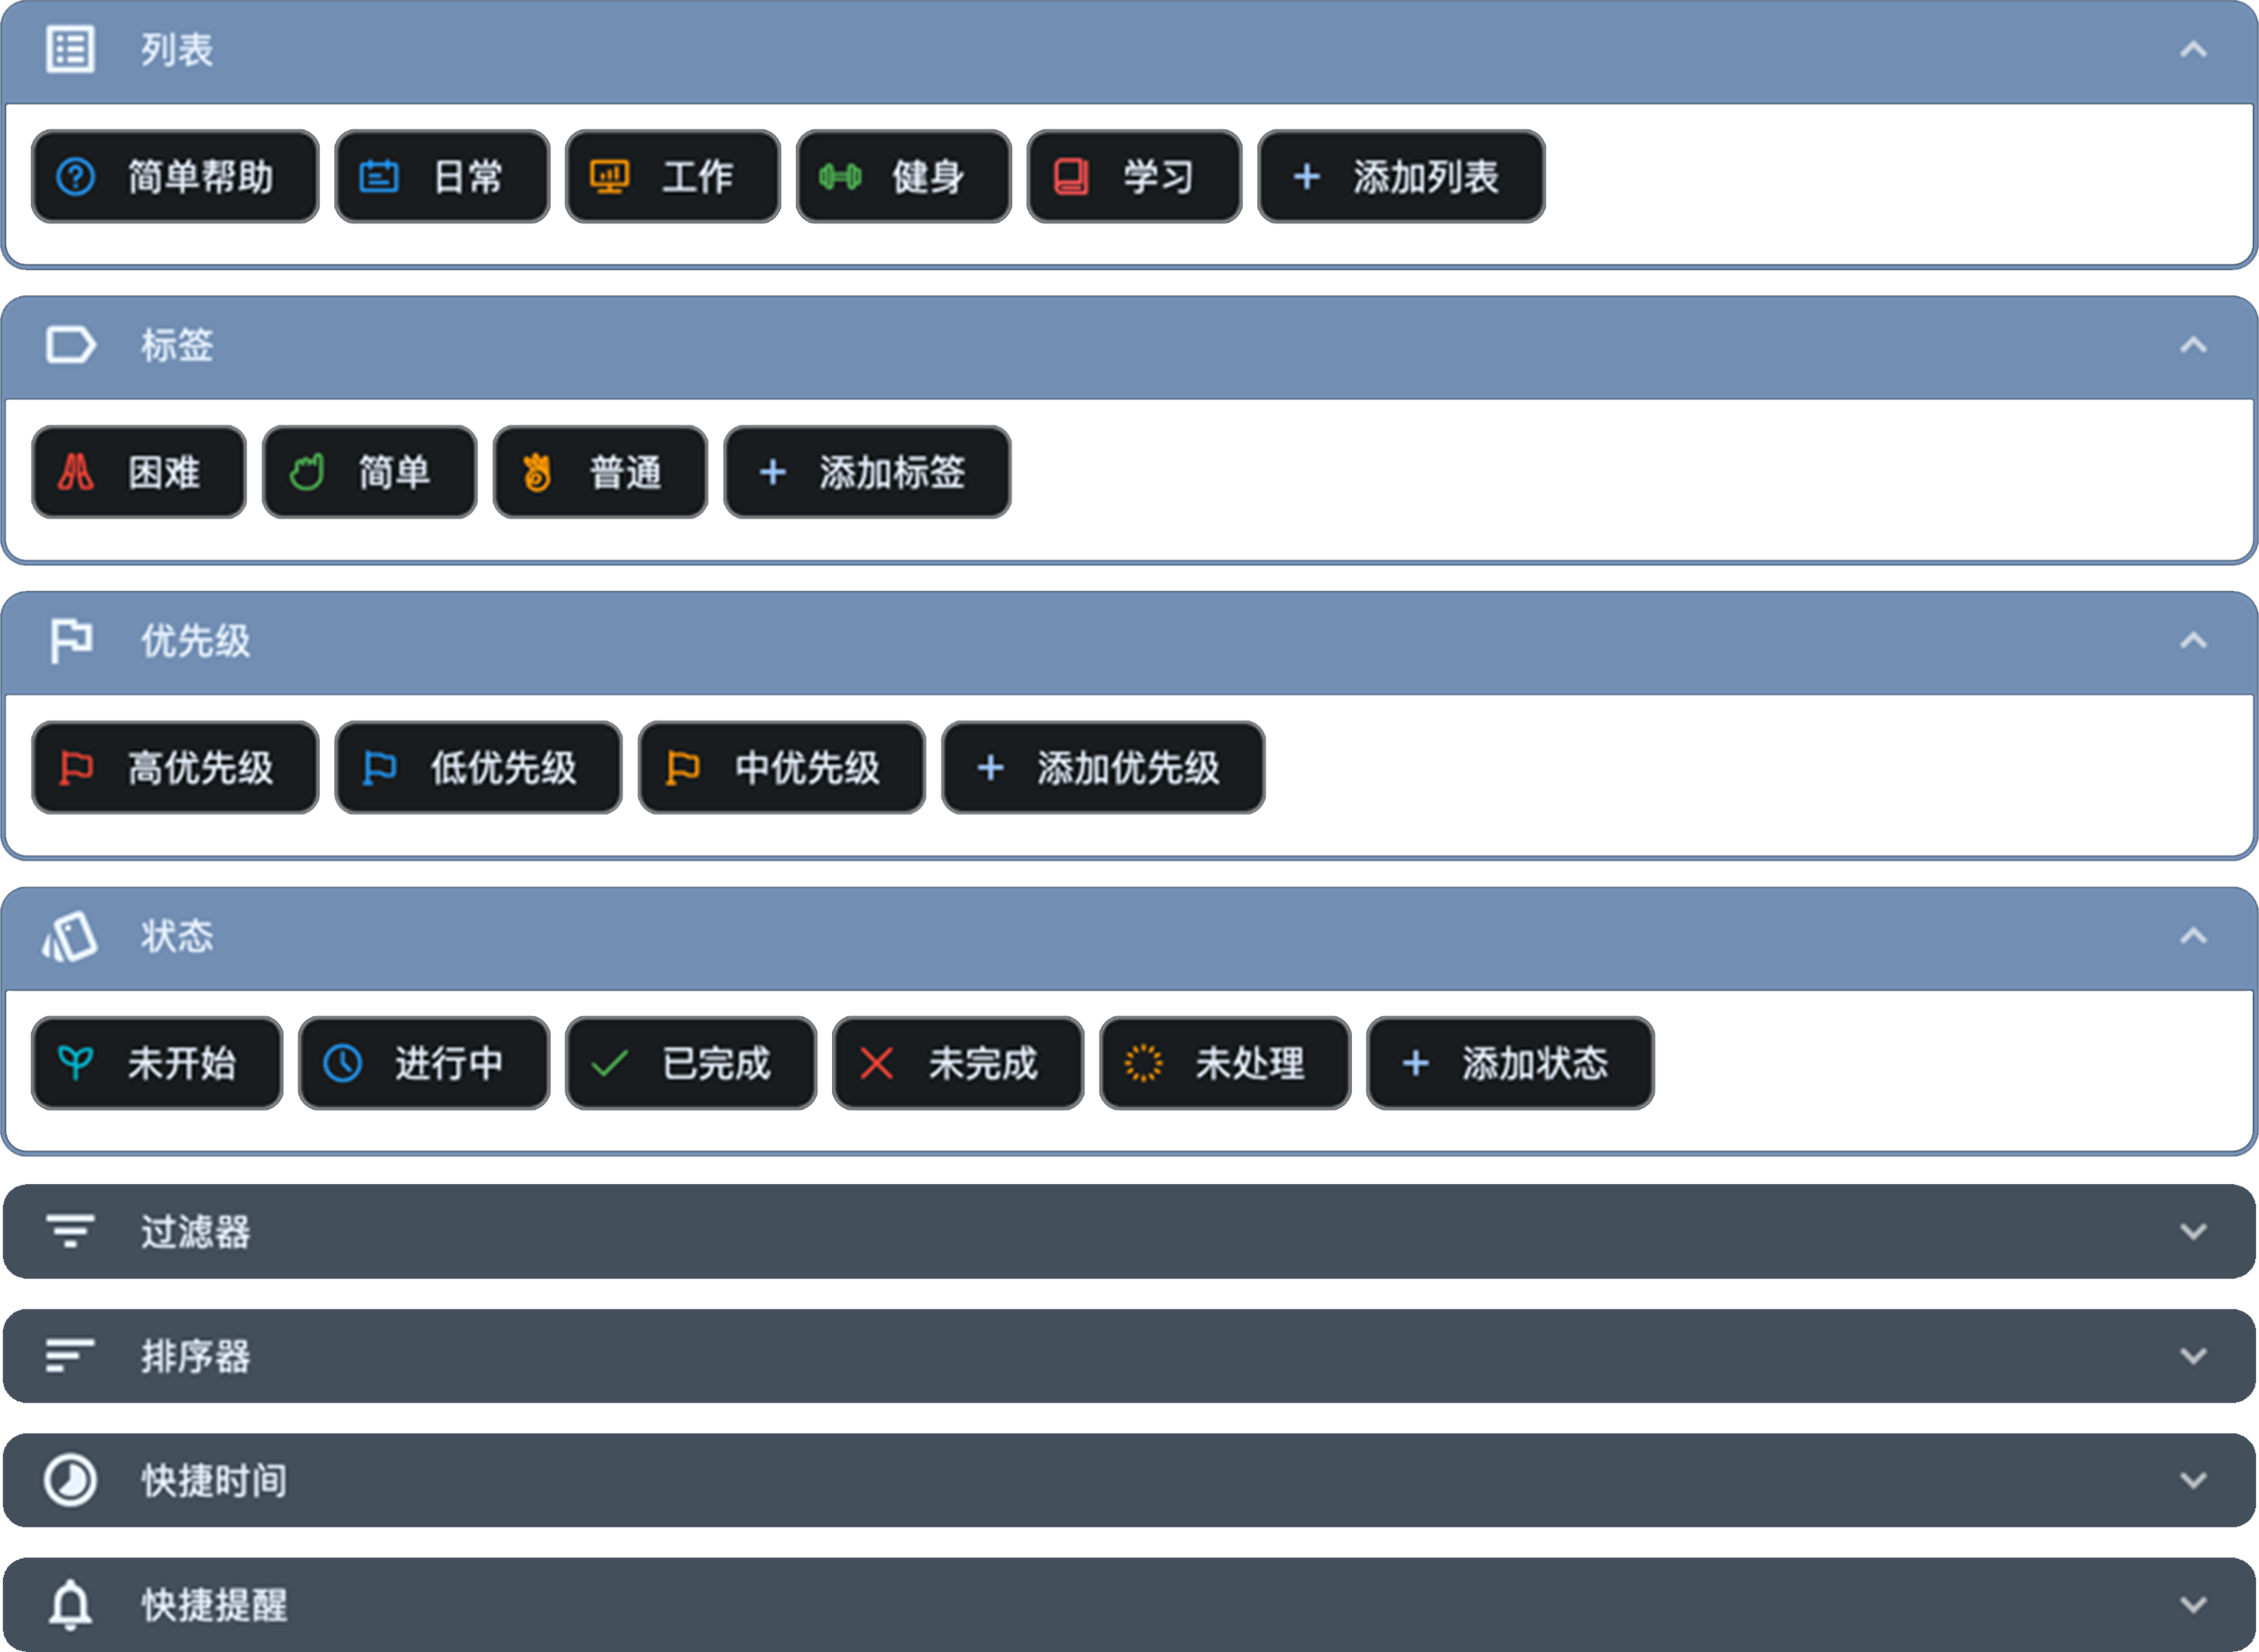 列表
简单帮助 日常 工作 健身 学习 + 添加列表
标签
困难 简单 普通 + 添加标签
优先级
高优先级 低优先级 中优先级 + 添加优先级
状态
未开始 进行中 已完成 未完成 未处理 + 添加状态
过滤器
排序器
快捷时间
快捷提醒